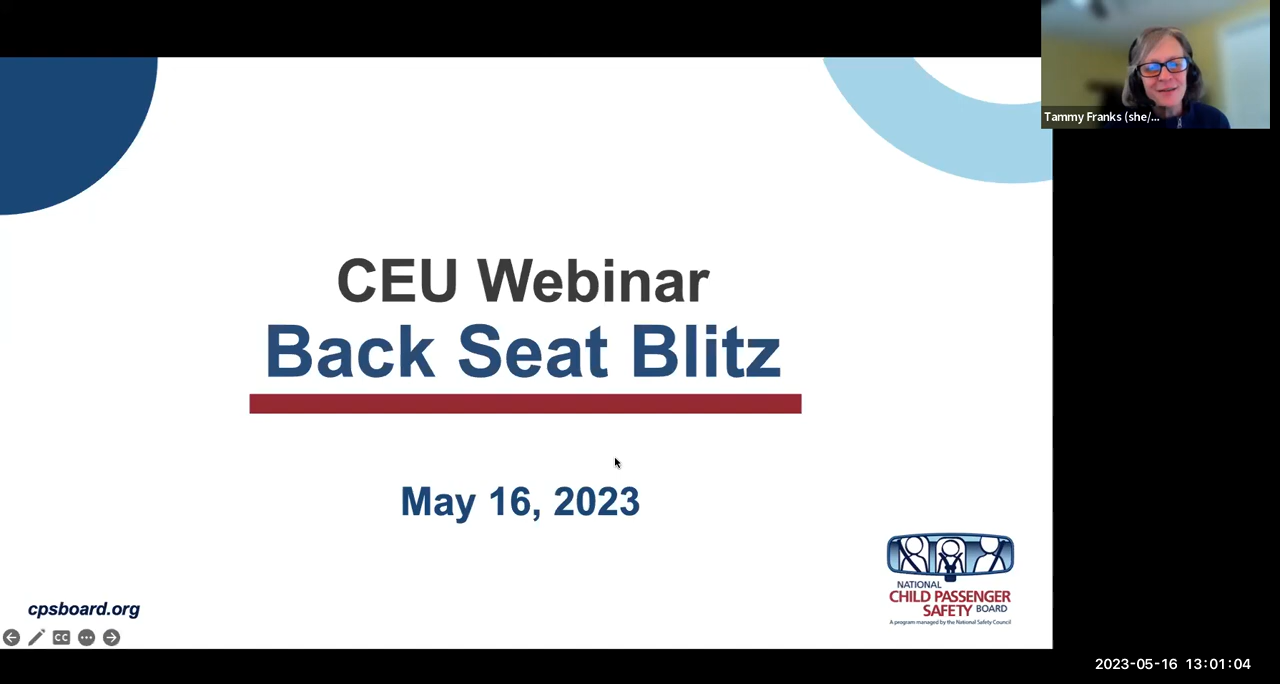 Tammy Franks (she/...
CEU Webinar
Back Seat Blitz
May 16, 2023
NATIONAL
CHILD PASSENGER
SAFETY BOARD
A program managed by the National Safety Council
cpsboard.org
CC
2023-05-16 13:01:04